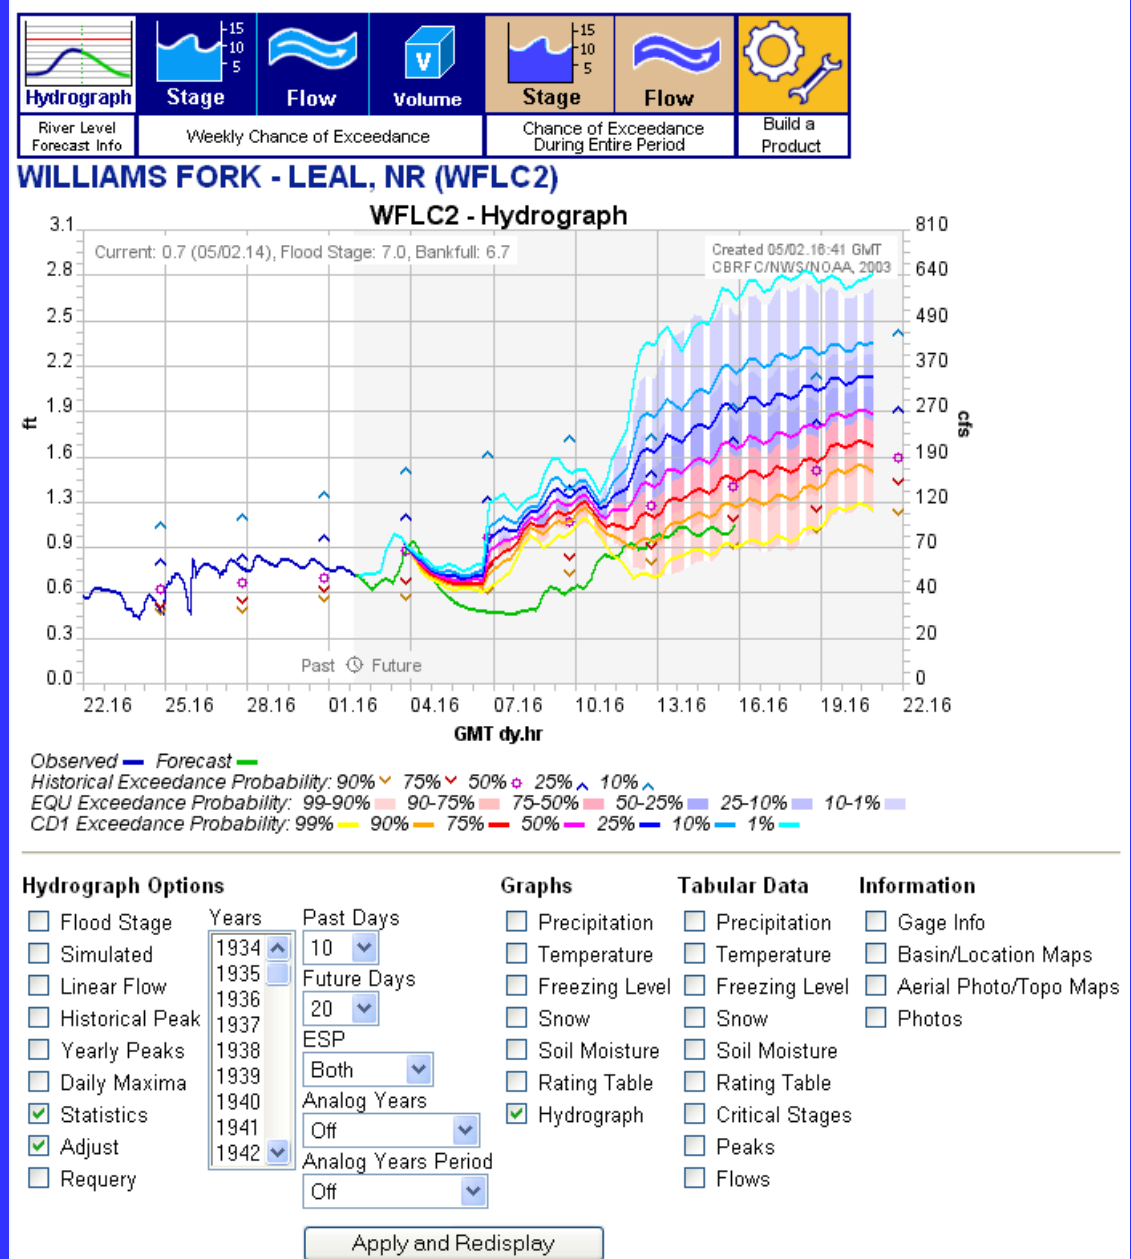 15
10
5
15
10
5
V
Hydrograph Stage Flow Volume Stage Flow
River Level
Forecast Info
Weekly Chance of Exceedance
Chance of Exceedance
During Entire Period
Build a
Product
WILLIAMS FORK - LEAL, NR (WFLC2)
WFLC2 - Hydrograph
Current: 0.7 (05/02.14), Flood Stage: 7.0, Bankfull: 6.7
Created 05/02.16:41 GMT
CBRFC/NWS/NOAA, 2003
3.1 810
2.8 640
2.5 490
2.2 370
1.9 270
ft cfs
1.6 190
1.3 120
0.9 70
0.6 40
0.3 20
Past Future
0.0 0
22.16 25.16 28.16 01.16 04.16 07.16 10.16 13.16 16.16 19.16 22.16
GMT dy.hr
Observed Forecast
Historical Exceedance Probability: 90% 75% 50% 25% 10%
EQU Exceedance Probability: 99-90% 90-75% 75-50% 50-25% 25-10% 10-1%
CD1 Exceedance Probability: 99% 90% 75% 50% 25% 10% 1%
Hydrograph Options
Flood Stage
Simulated
Linear Flow
Historical Peak
Yearly Peaks
Daily Maxima
Statistics
Adjust
Requery
Years
1934
1935
1936
1937
1938
1939
1940
1941
1942
Past Days
10
Future Days
20
ESP
Both
Analog Years
Off
Analog Years Period
Off
Apply and Redisplay
Graphs
Precipitation
Temperature
Freezing Level
Snow
Soil Moisture
Rating Table
Hydrograph
Tabular Data
Precipitation
Temperature
Freezing Level
Snow
Soil Moisture
Rating Table
Critical Stages
Peaks
Flows
Information
Gage Info
Basin/Location Maps
Aerial Photo/Topo Maps
Photos